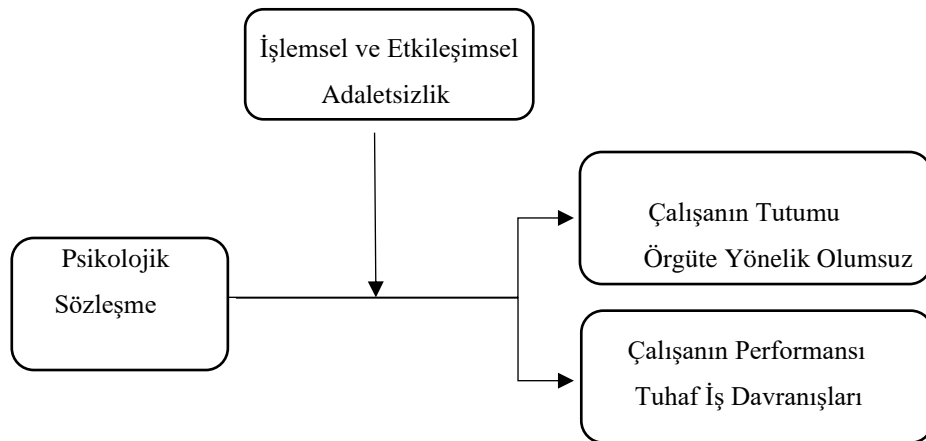 İşlemsel ve Etkileşimsel
Adaletsizlik
Psikolojik
Sözleşme
Çalışanın Tutumu
Örgüte Yönelik Olumsuz
Çalışanın Performansı
Tuhaf İş Davranışları